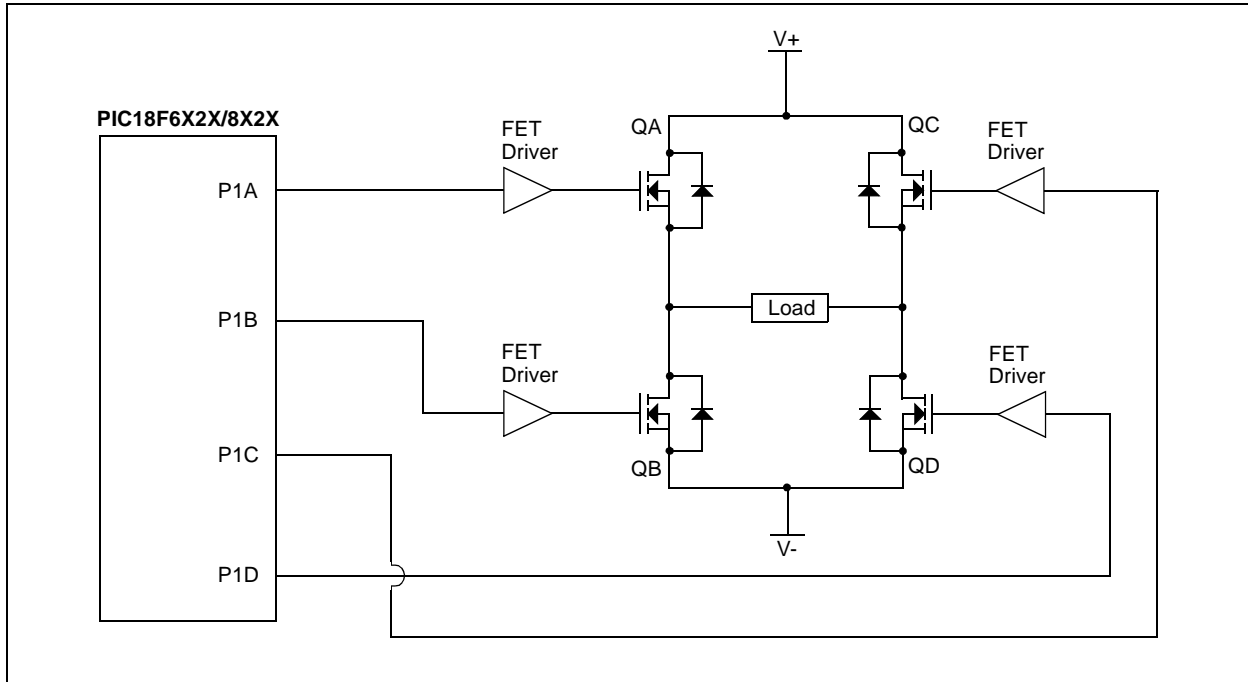 V+
PIC18F6X2X/8X2X
FET
Driver
QA
QC
FET
Driver
P1A
P1B
Load
FET
Driver
FET
Driver
P1C
QB
QD
V-
P1D